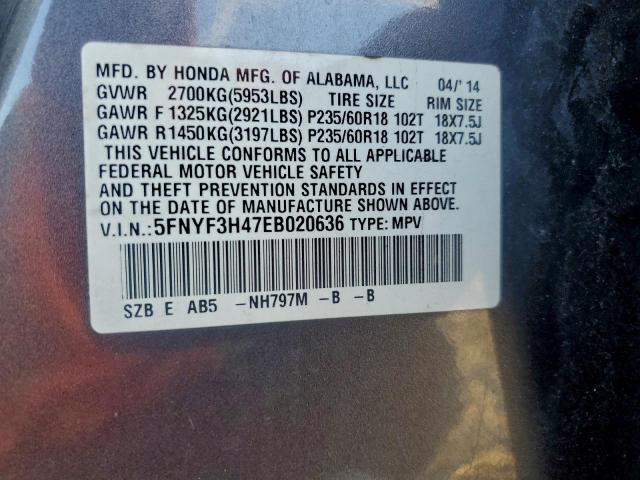 MFD. BY HONDA MFG. OF ALABAMA, LLC 04/'14
GVWR 2700KG(5953LBS) TIRE SIZE RIM SIZE
GAWR F 1325KG(2921LBS) P235/60R18 102T 18X7.5J
GAWR R1450KG(3197LBS) P235/60R18 102T 18X7.5J
THIS VEHICLE CONFORMS TO ALL APPLICABLE
FEDERAL MOTOR VEHICLE SAFETY
AND THEFT PREVENTION STANDARDS IN EFFECT
ON THE DATE OF MANUFACTURE SHOWN ABOVE.
V.I.N.:5FNYF3H47EB020636 TYPE: MPV
SZB E AB5 -NH797M -B -B